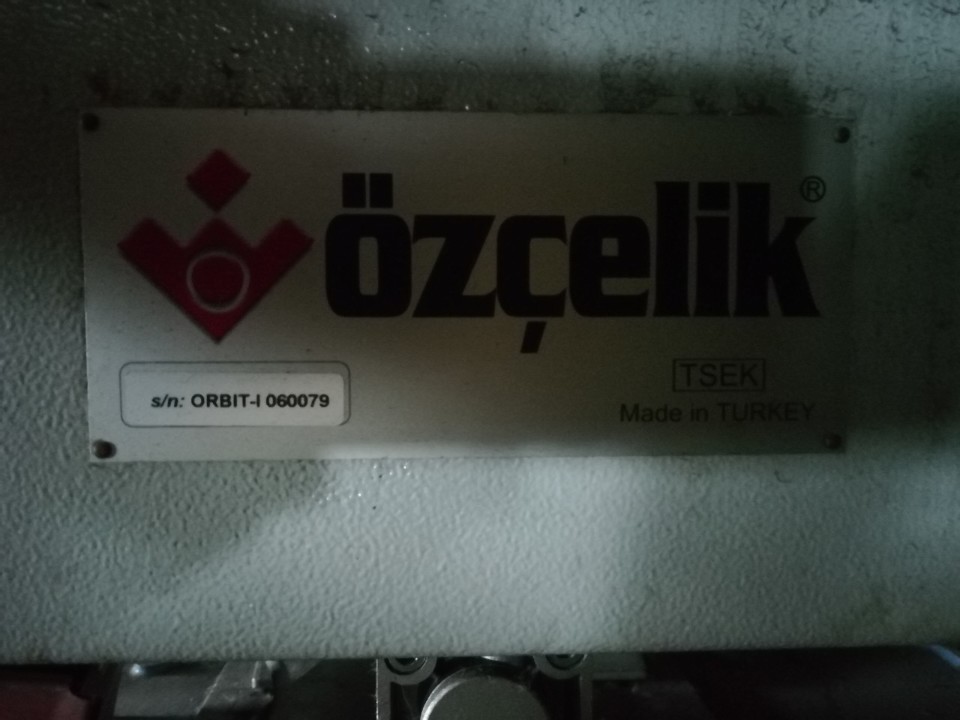 özçelik®
s/n: ORBIT-I 060079
TSEK
Made in TURKEY